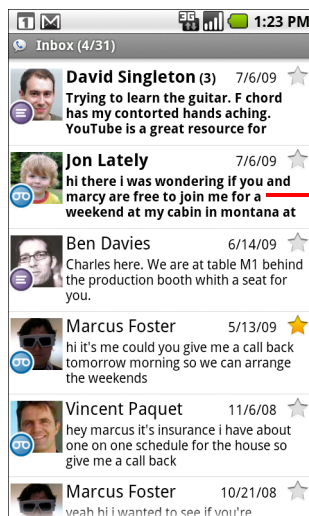 1 3G 1:23 PM
Inbox (4/31)
David Singleton (3) 7/6/09
Trying to learn the guitar. F chord
has my contorted hands aching.
YouTube is a great resource for
Jon Lately 7/6/09
hi there i was wondering if you and
marcy are free to join me for a
weekend at my cabin in montana at
Ben Davies 6/14/09
Charles here. We are at table M1 behind
the production booth whith a seat for
you.
Marcus Foster 5/13/09
hi it's me could you give me a call back
tomorrow morning so we can arrange
the weekends
Vincent Paquet 11/6/08
hey marcus it's insurance i have about
one on one schedule for the house so
give me a call back
Marcus Foster 10/21/08
yeah hi i wanted to see if you're